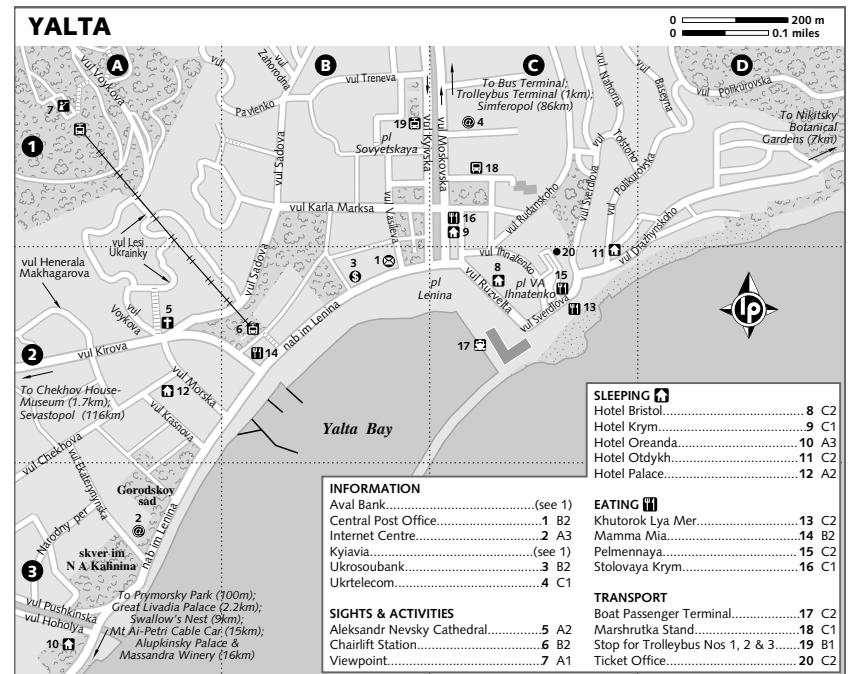 YALTA
0 200 m
0 0.1 miles
A
B
C
D
1
2
3
vul Voykova
7
vul
Zahorodna
vul
Pavlenko
vul Treneva
19
pl
Sovyetskaya
vul Kyivska
vul Moskovska
To Bus Terminal;
Trolleybus Terminal (1km);
Simferopol (86km)
@ 4
18
vul Nahorna
vul
Baseyna
vul Polikurovska
To Nikitsky
Botanical
Gardens (7km)
vul
Tolstoho
vul Polikurovska
vul Sverdlova
vul Rudanskoho
vul Drazhynskoho
vul Sadova
vul Karla Marksa
vul Vasileva
16
9
vul Lesi
Ukrainky
vul Sadova
vul Henerala
Makhagarova
vul
Voykova
3
$
1
vul Ihnatenko
20
11
8
pl VA
Ihnatenko
15
13
pl
Lenina
vul Ruzvelta
vul Sverdlova
5
6
14
nab im Lenina
17
lp
vul Kirova
To Chekhov House-
Museum (1.7km);
Sevastopol (116km)
12
vul Morska
vul Krasnova
Yalta Bay
vul Chekhova
vul Ekaterynynska
Gorodskoy
sad
2
@
nab im Lenina
Narodny per
skver im
N A Kalinina
vul Pushkinska
vul Hoholya
10
To Prymorsky Park (100m);
Great Livadia Palace (2.2km);
Swallow's Nest (9km);
Mt Ai-Petri Cable Car (15km);
Alupkinsky Palace &
Massandra Winery (16km)
INFORMATION
Aval Bank (see 1)
Central Post Office 1 B2
Internet Centre 2 A3
Kyiavia (see 1)
Ukrosoubank 3 B2
Ukrtelecom 4 C1
SIGHTS & ACTIVITIES
Aleksandr Nevsky Cathedral 5 A2
Chairlift Station 6 B2
Viewpoint 7 A1
SLEEPING
Hotel Bristol 8 C2
Hotel Krym 9 C1
Hotel Oreanda 10 A3
Hotel Otdykh 11 C2
Hotel Palace 12 A2
EATING
Khutorok Lya Mer 13 C2
Mamma Mia 14 B2
Pelmennaya 15 C2
Stolovaya Krym 16 C1
TRANSPORT
Boat Passenger Terminal 17 C2
Marshrutka Stand 18 C1
Stop for Trolleybus Nos 1, 2 & 3 19 B1
Ticket Office 20 C2